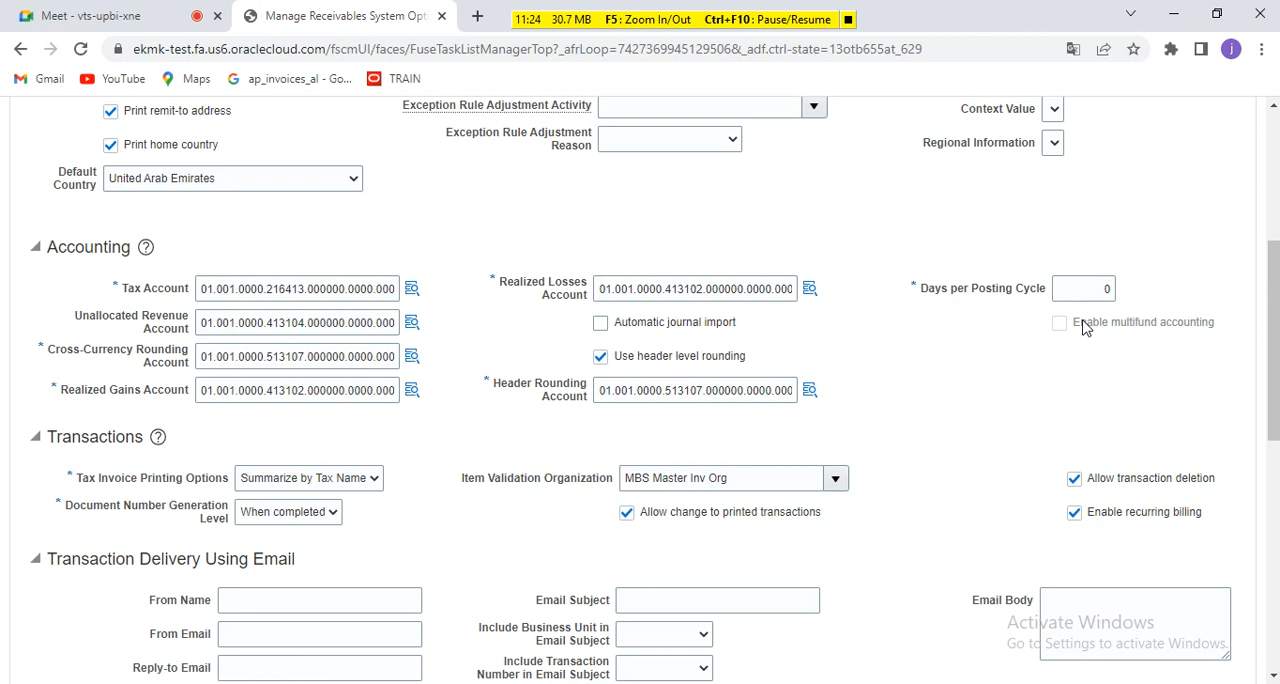 Meet - vts-upbi-xne
Manage Receivables System Opti
11:24 30.7 MB F5: Zoom In/Out Ctrl+F10: Pause/Resume
ekmk-test.fa.us6.oraclecloud.com/fscmUI/faces/FuseTaskListManagerTop?_afrLoop=7427369945129506&_adf.ctrl-state=13otb655at_629
j
Gmail YouTube Maps ap_invoices_al - Go... TRAIN
Print remit-to address
Exception Rule Adjustment Activity
Context Value
Print home country
Exception Rule Adjustment
Reason
Regional Information
Default
Country
United Arab Emirates
Accounting
* Tax Account 01.001.0000.216413.000000.0000.000
* Realized Losses
Account
01.001.0000.413102.000000.0000.000
* Days per Posting Cycle 0
Unallocated Revenue
Account
01.001.0000.413104.000000.0000.000
Automatic journal import
Enable multifund accounting
* Cross-Currency Rounding
Account
01.001.0000.513107.000000.0000.000
Use header level rounding
* Realized Gains Account 01.001.0000.413102.000000.0000.000
* Header Rounding
Account
01.001.0000.513107.000000.0000.000
Transactions
* Tax Invoice Printing Options Summarize by Tax Name
Item Validation Organization MBS Master Inv Org
Allow transaction deletion
* Document Number Generation
Level
When completed
Allow change to printed transactions
Enable recurring billing
Transaction Delivery Using Email
From Name
Email Subject
Email Body
From Email
Include Business Unit in
Email Subject
Reply-to Email
Include Transaction
Number in Email Subject
Activate Windows
Go to Settings to activate Windows.